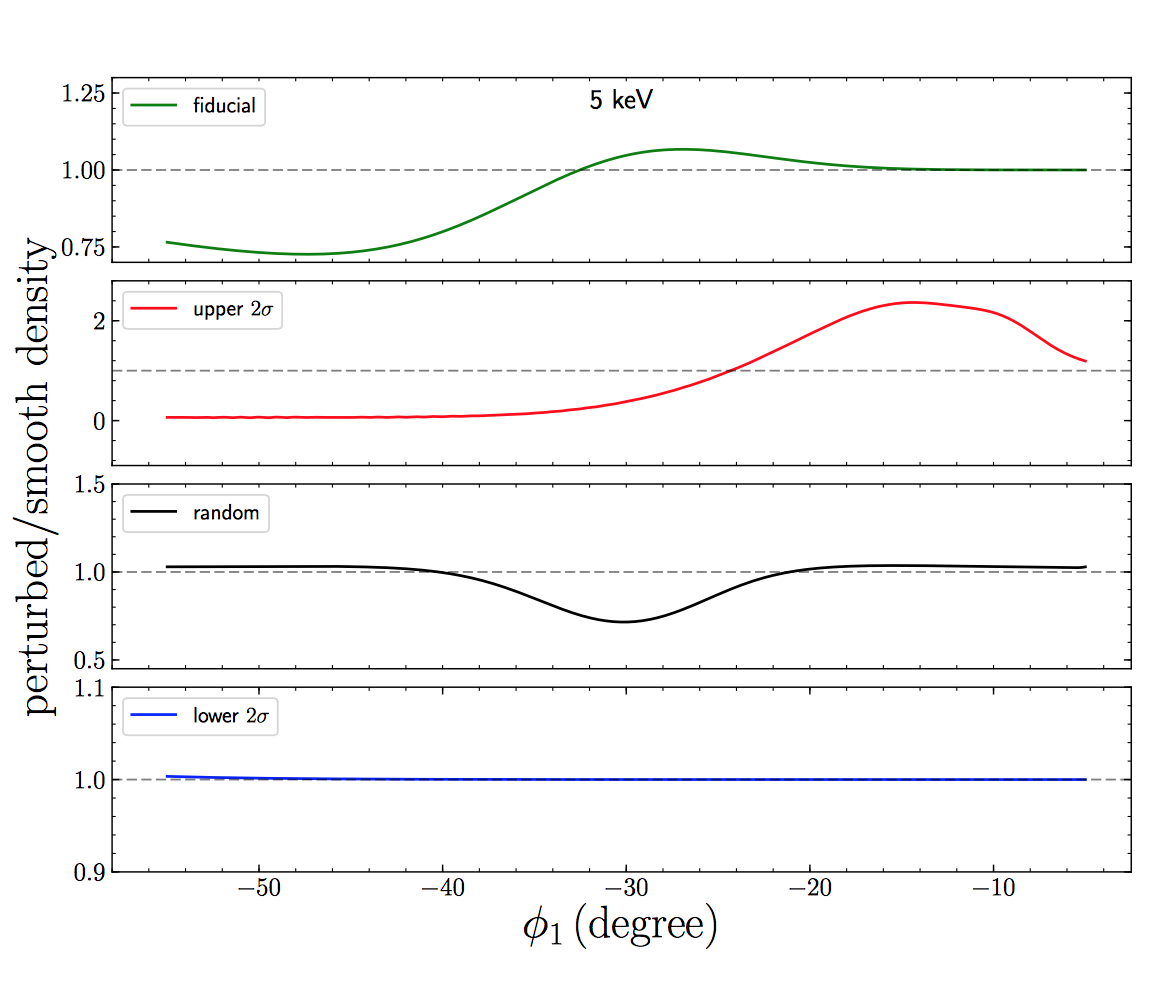 5 keV
fiducial
1.25
1.00
0.75
upper 2σ
2
0
random
1.5
1.0
0.5
lower 2σ
1.1
1.0
0.9
−50 −40 −30 −20 −10
ϕ₁ (degree)
perturbed/smooth density